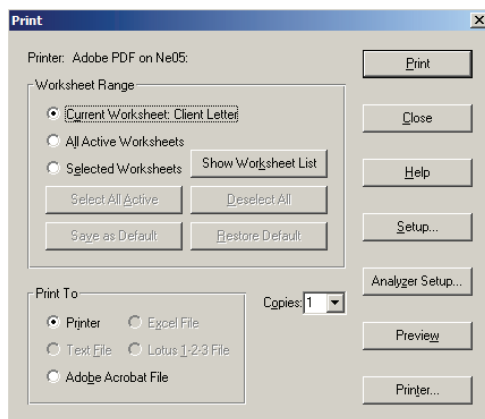 Print
Printer: Adobe PDF on Ne05:
Worksheet Range
Current Worksheet: Client Letter
All Active Worksheets
Selected Worksheets
Show Worksheet List
Select All Active
Deselect All
Save as Default
Restore Default
Print To
Printer
Excel File
Text File
Lotus 1-2-3 File
Adobe Acrobat File
Copies: 1
Print
Close
Help
Setup...
Analyzer Setup...
Preview
Printer...